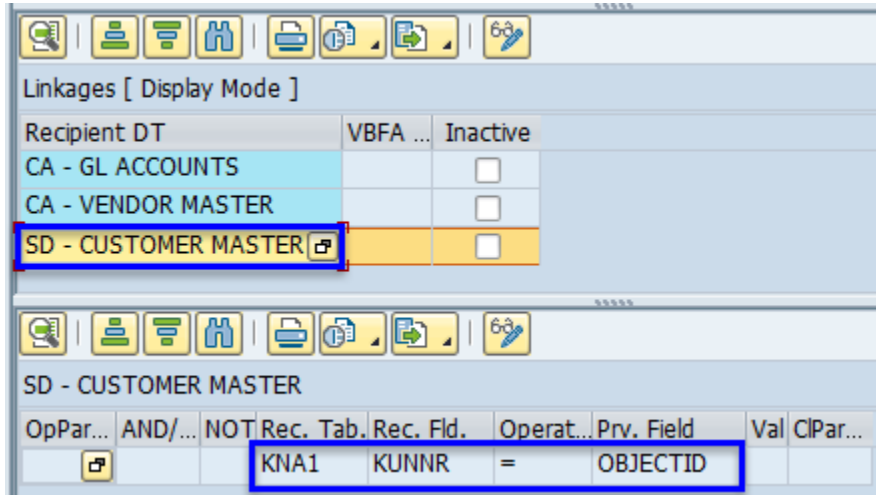 Linkages [ Display Mode ]
Recipient DT VBFA ... Inactive
CA - GL ACCOUNTS
CA - VENDOR MASTER
SD - CUSTOMER MASTER
SD - CUSTOMER MASTER
OpPar... AND/... NOT Rec. Tab. Rec. Fld. Operat... Prv. Field Val ClPar...
KNA1 KUNNR = OBJECTID